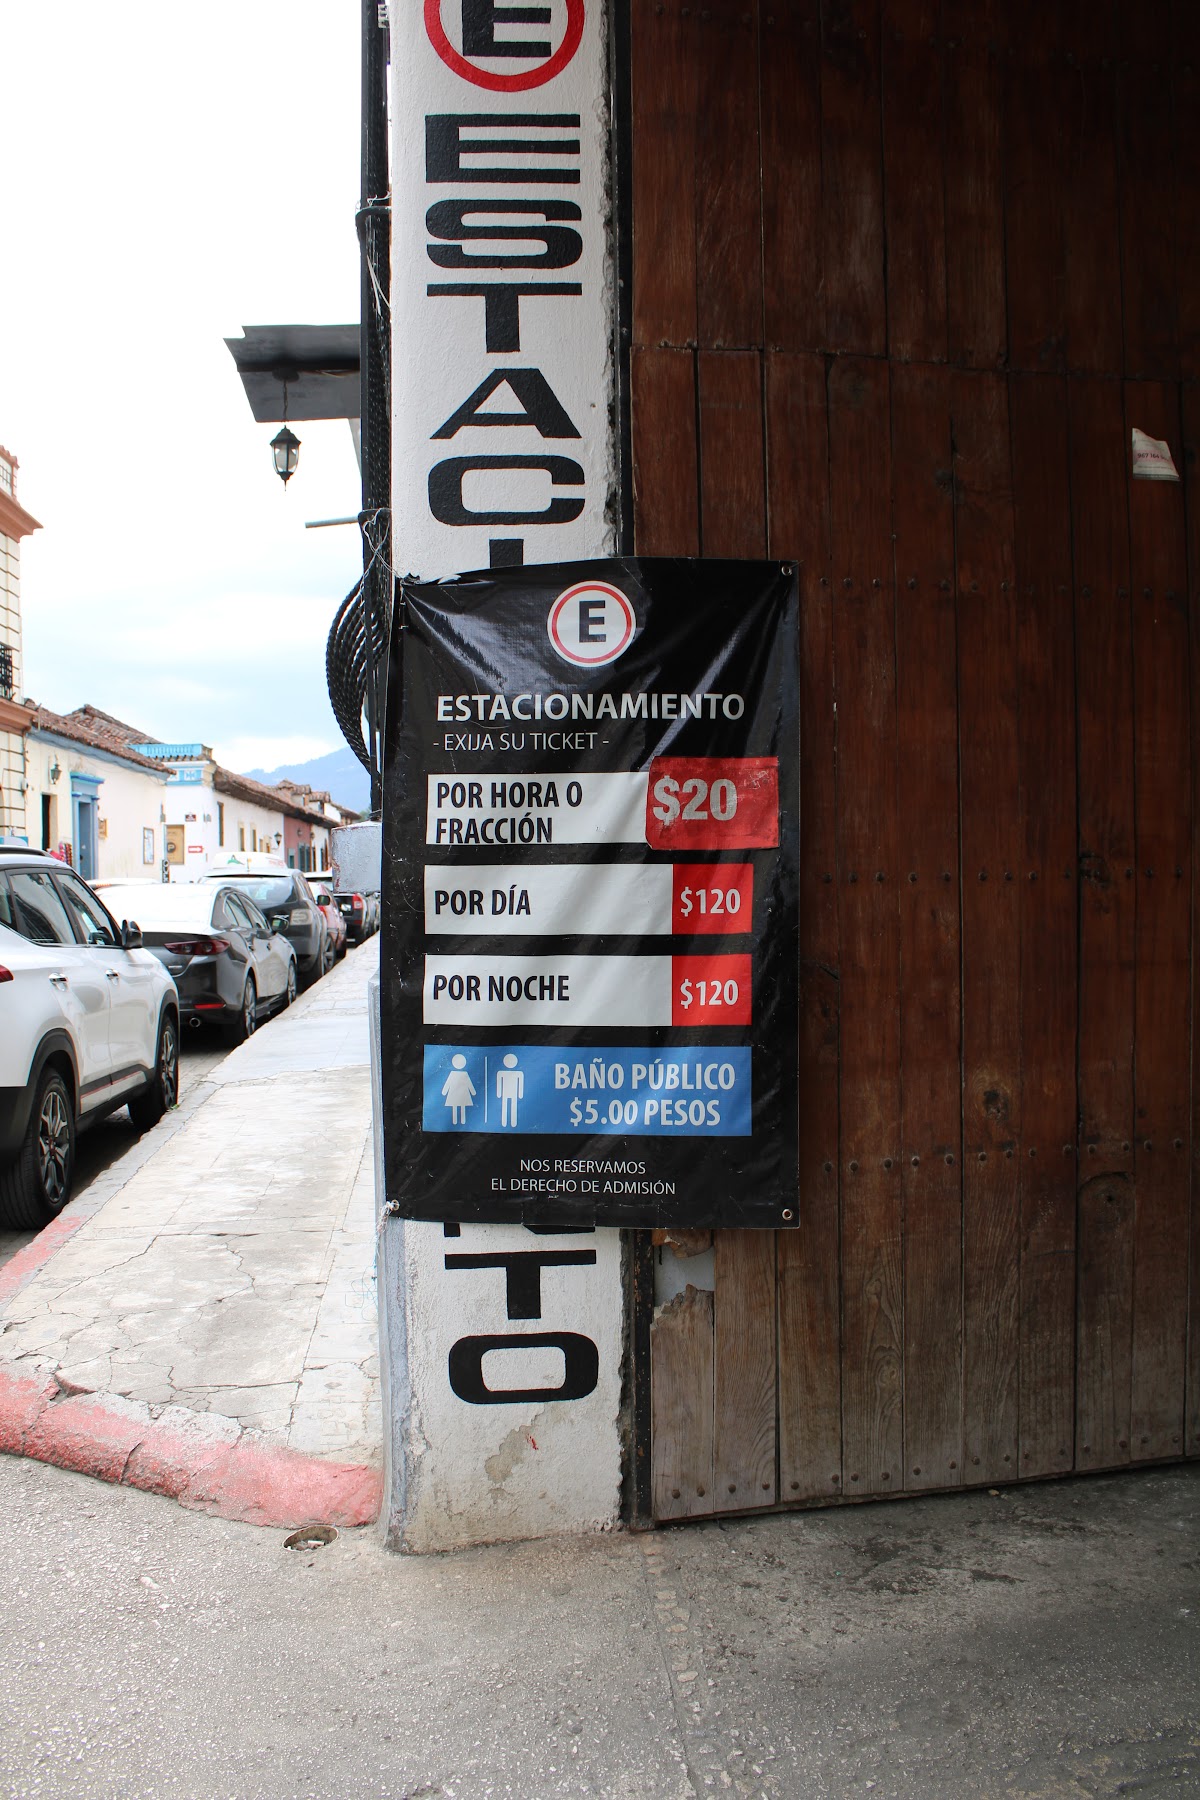 E
ESTACI
TO
E
ESTACIONAMIENTO
- EXIJA SU TICKET -
POR HORA O
FRACCIÓN
$20
POR DÍA
$120
POR NOCHE
$120
BAÑO PÚBLICO
$5.00 PESOS
NOS RESERVAMOS
EL DERECHO DE ADMISIÓN